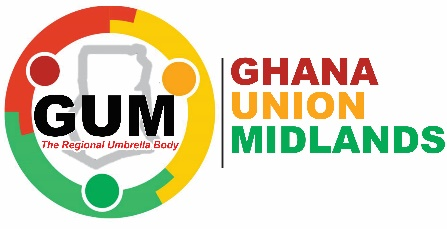 GUM
The Regional Umbrella Body
GHANA
UNION
MIDLANDS